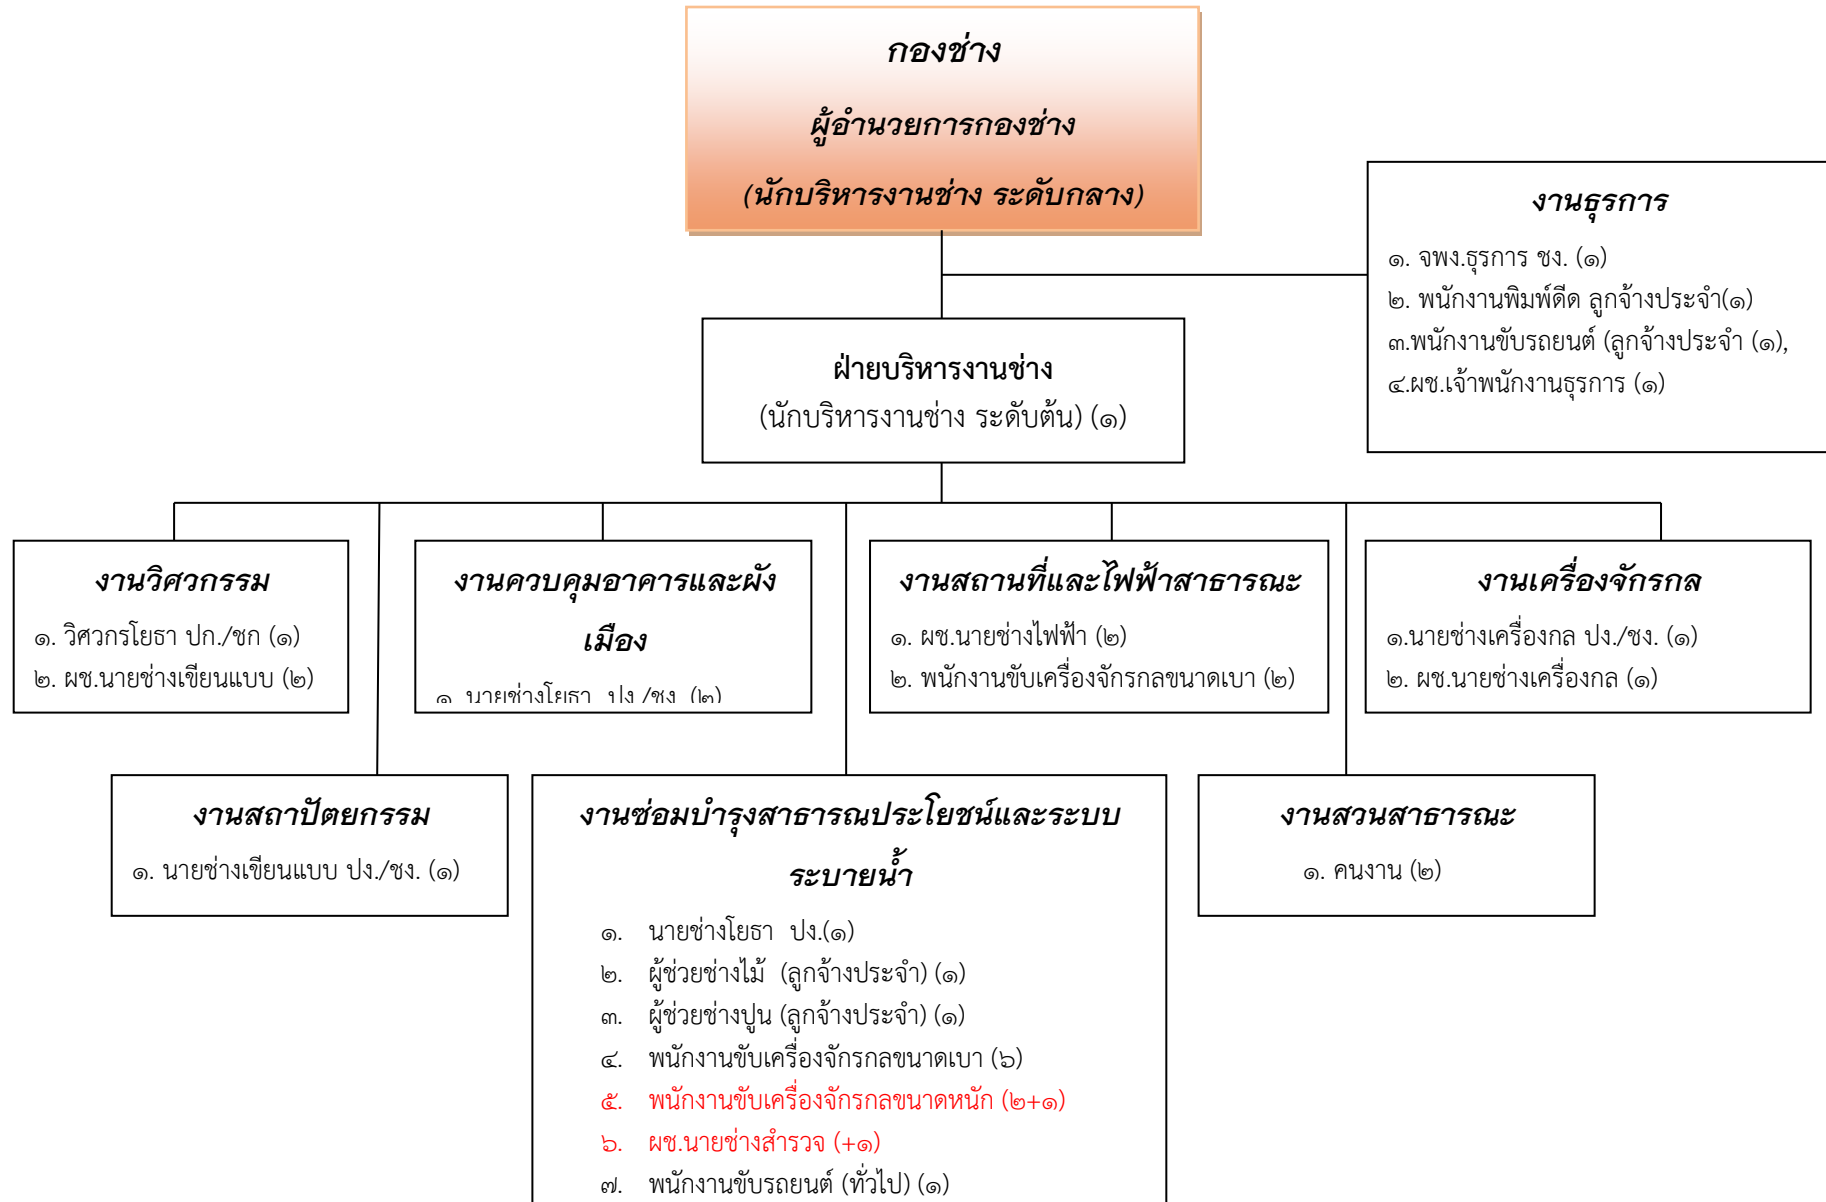 กองช่าง
ผู้อำนวยการกองช่าง
(นักบริหารงานช่าง ระดับกลาง)
งานธุรการ
๑. จพง.ธุรการ ชง. (๑)
๒. พนักงานพิมพ์ดีด ลูกจ้างประจำ(๑)
๓.พนักงานขับรถยนต์ (ลูกจ้างประจำ (๑),
๔.ผช.เจ้าพนักงานธุรการ (๑)
ฝ่ายบริหารงานช่าง
(นักบริหารงานช่าง ระดับต้น) (๑)
งานวิศวกรรม
๑. วิศวกรโยธา ปก./ชก (๑)
๒. ผช.นายช่างเขียนแบบ (๒)
งานควบคุมอาคารและผัง
เมือง
๑. นายช่างโยธา ปง./ชง. (๒)
งานสถานที่และไฟฟ้าสาธารณะ
๑. ผช.นายช่างไฟฟ้า (๒)
๒. พนักงานขับเครื่องจักรกลขนาดเบา (๒)
งานเครื่องจักรกล
๑.นายช่างเครื่องกล ปง./ชง. (๑)
๒. ผช.นายช่างเครื่องกล (๑)
งานสถาปัตยกรรม
๑. นายช่างเขียนแบบ ปง./ชง. (๑)
งานซ่อมบำรุงสาธารณประโยชน์และระบบ
ระบายน้ำ
๑. นายช่างโยธา ปง.(๑)
๒. ผู้ช่วยช่างไม้ (ลูกจ้างประจำ) (๑)
๓. ผู้ช่วยช่างปูน (ลูกจ้างประจำ) (๑)
๔. พนักงานขับเครื่องจักรกลขนาดเบา (๖)
๕. พนักงานขับเครื่องจักรกลขนาดหนัก (๒+๑)
๖. ผช.นายช่างสำรวจ (+๑)
๗. พนักงานขับรถยนต์ (ทั่วไป) (๑)
งานสวนสาธารณะ
๑. คนงาน (๒)